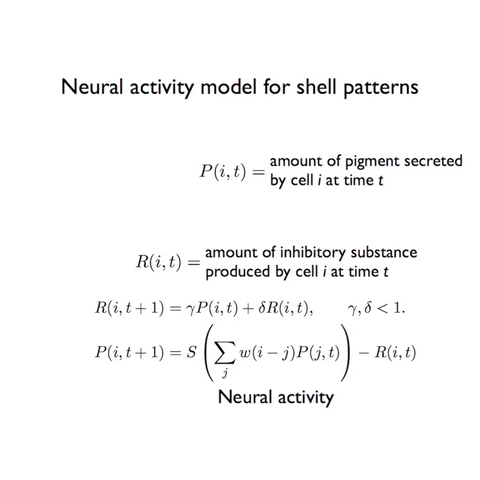 Neural activity model for shell patterns
P(i, t) = amount of pigment secreted
by cell i at time t
R(i, t) = amount of inhibitory substance
produced by cell i at time t
R(i, t + 1) = γP(i, t) + δR(i, t),   γ, δ < 1.
P(i, t + 1) = S ( ∑_j w(i − j)P(j, t) ) − R(i, t)
Neural activity